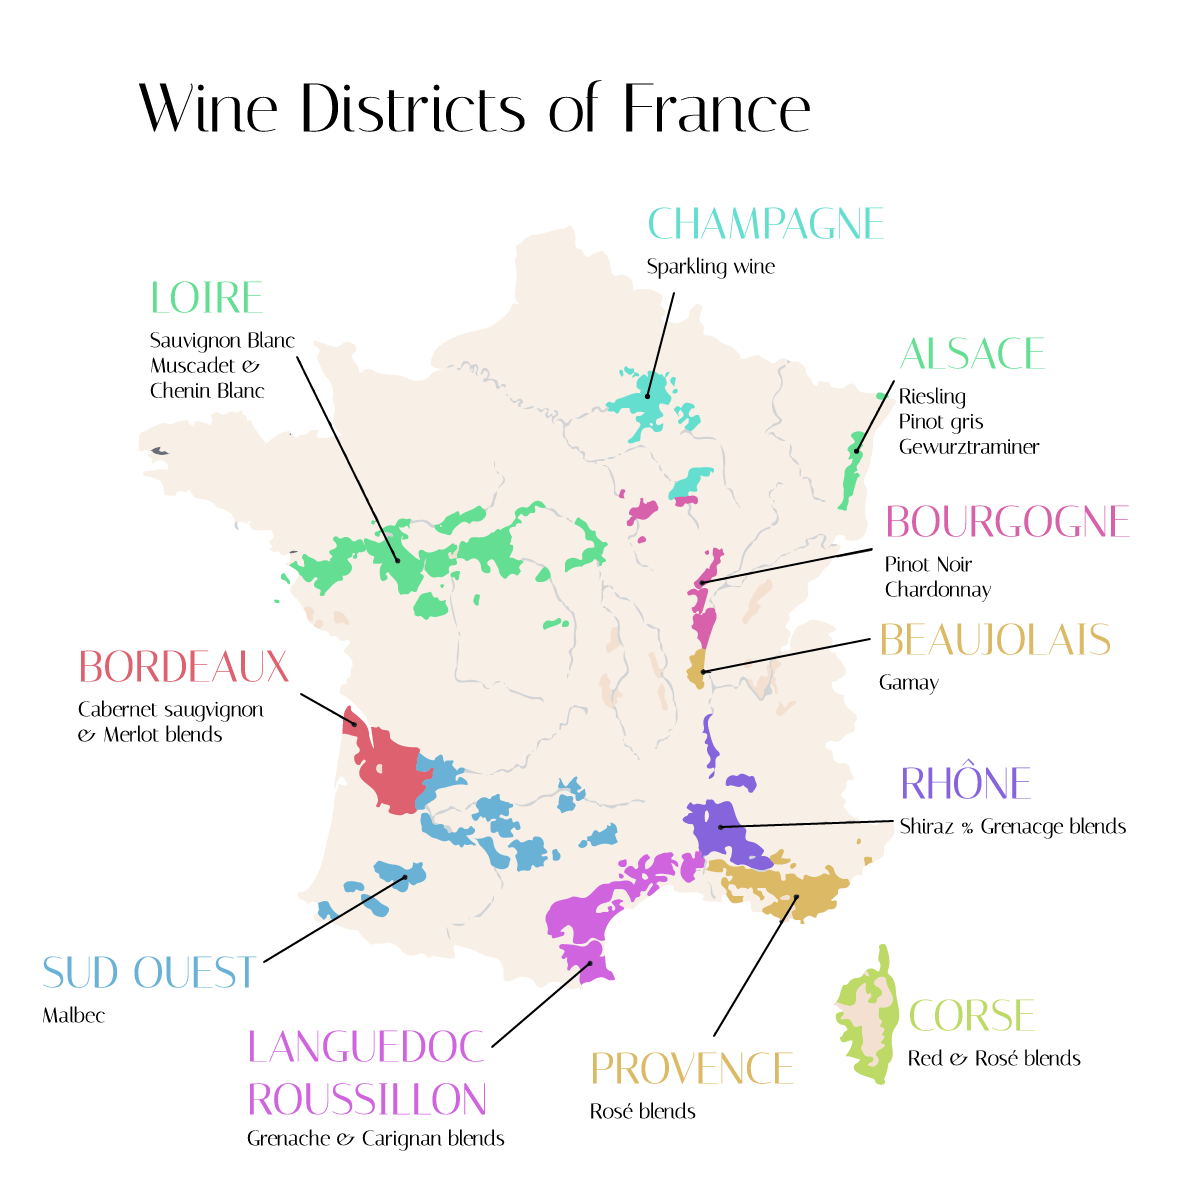 Wine Districts of France
CHAMPAGNE
Sparkling wine
LOIRE
Sauvignon Blanc
Muscadet &
Chenin Blanc
ALSACE
Riesling
Pinot gris
Gewurztraminer
BOURGOGNE
Pinot Noir
Chardonnay
BEAUJOLAIS
Gamay
BORDEAUX
Cabernet saugvignon
& Merlot blends
RHÔNE
Shiraz % Grenacge blends
SUD OUEST
Malbec
CORSE
Red & Rosé blends
LANGUEDOC
ROUSSILLON
Grenache & Carignan blends
PROVENCE
Rosé blends